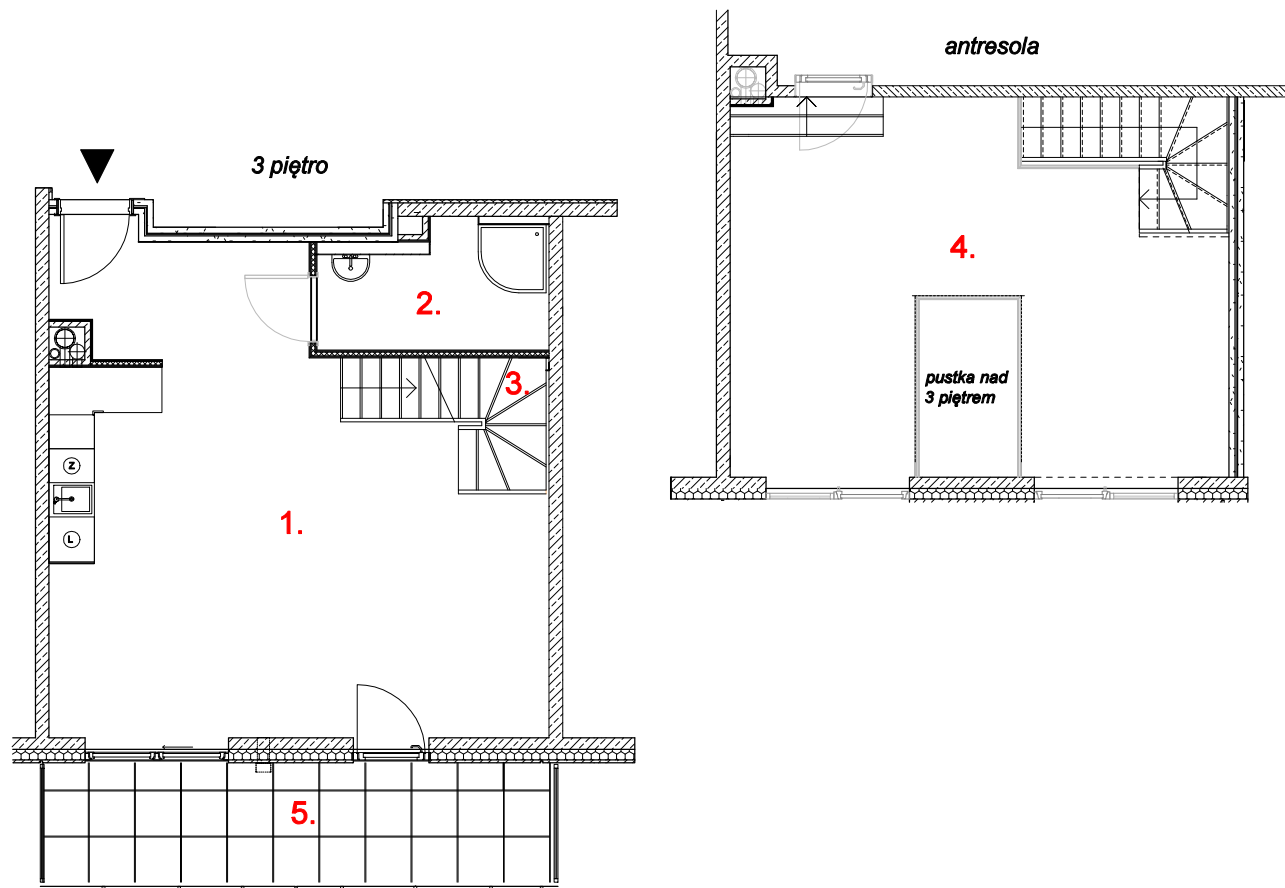 antresola
3 piętro
4.
2.
3.
pustka nad
3 piętrem
Z
1.
L
5.